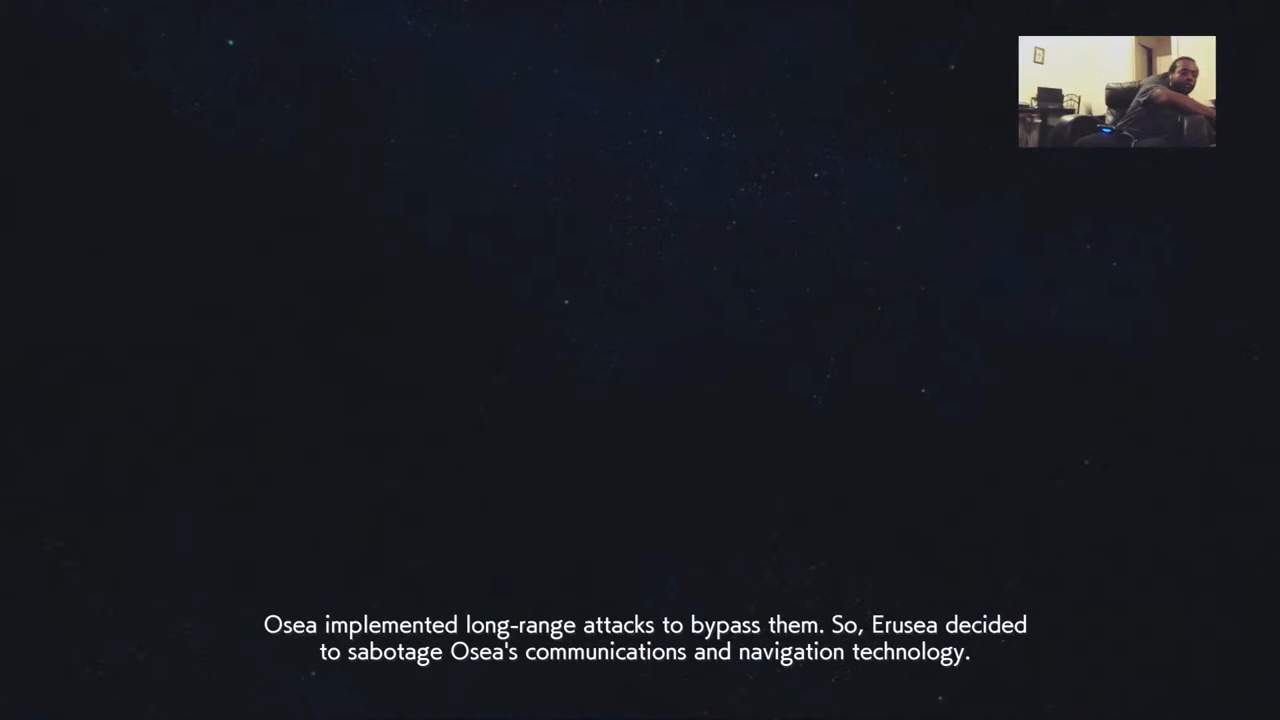 Osea implemented long-range attacks to bypass them. So, Erusea decided
to sabotage Osea's communications and navigation technology.